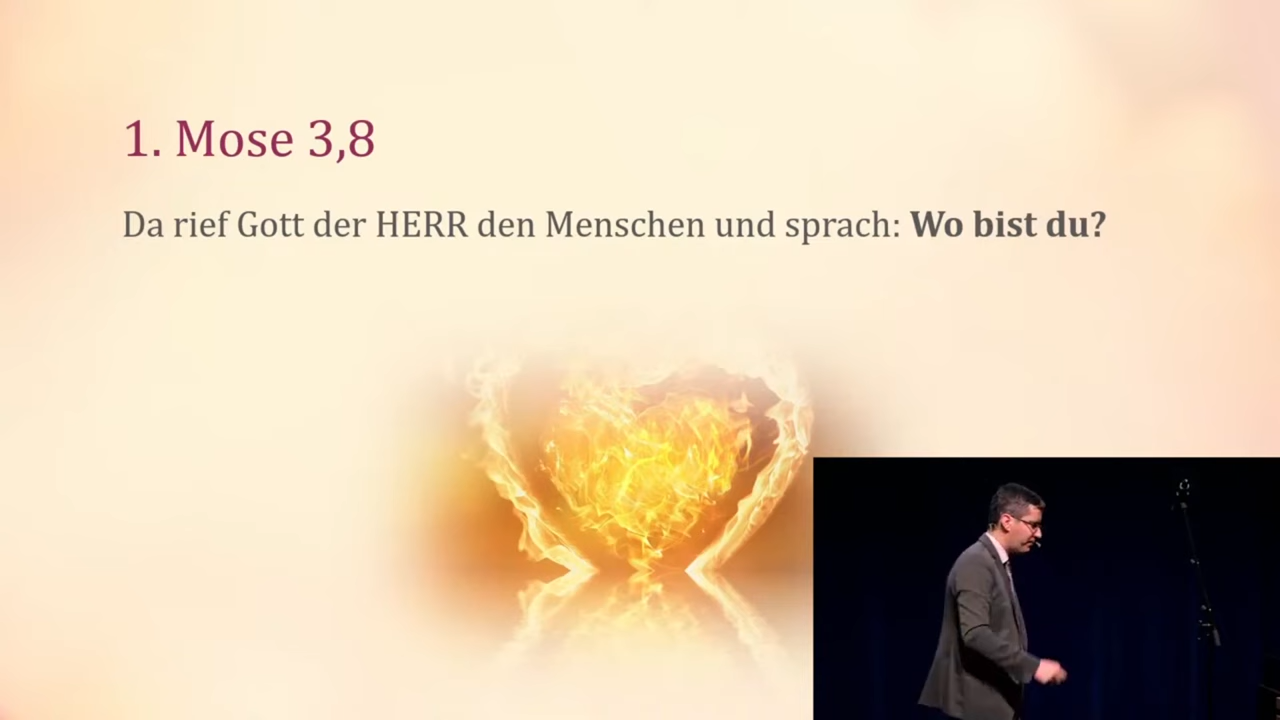 1. Mose 3,8
Da rief Gott der HERR den Menschen und sprach: Wo bist du?